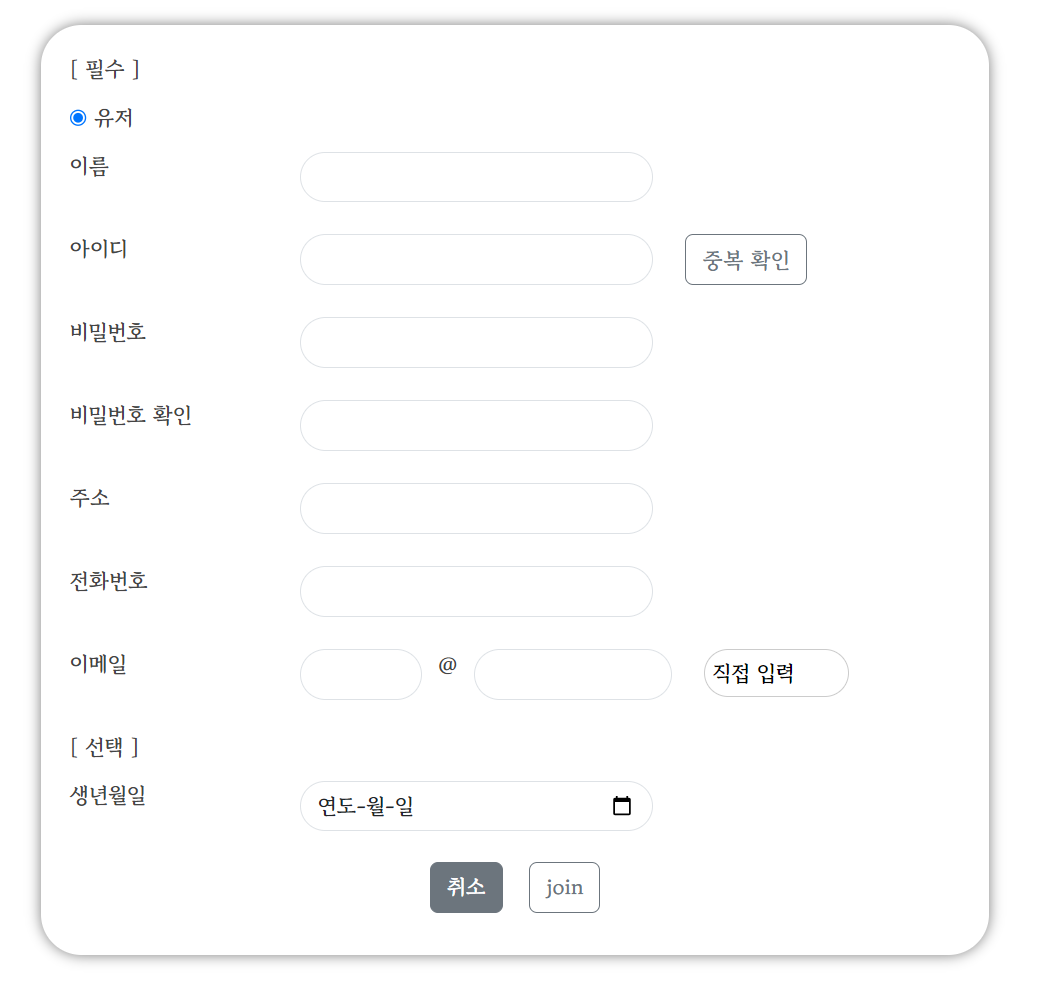 [ 필수 ]
유저
이름
아이디 중복 확인
비밀번호
비밀번호 확인
주소
전화번호
이메일 @ 직접 입력
[ 선택 ]
생년월일 연도-월-일
취소 join